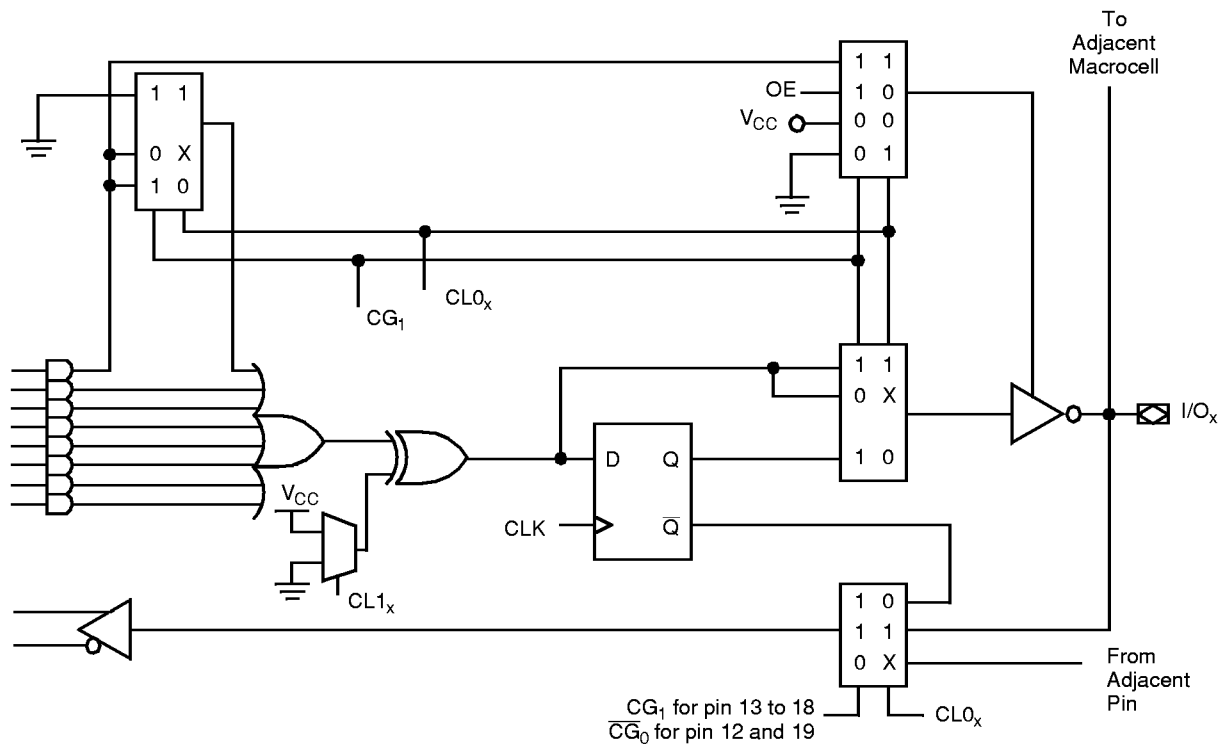 To
Adjacent
Macrocell
1 1
OE
1 0
VCC
0 0
0 1
1 1
0 X
1 0
CL0x
CG1
1 1
0 X
1 0
I/Ox
D Q
CLK
Q̅
VCC
CL1x
1 0
1 1
0 X
From
Adjacent
Pin
CG1 for pin 13 to 18
C̅G̅0 for pin 12 and 19
CL0x